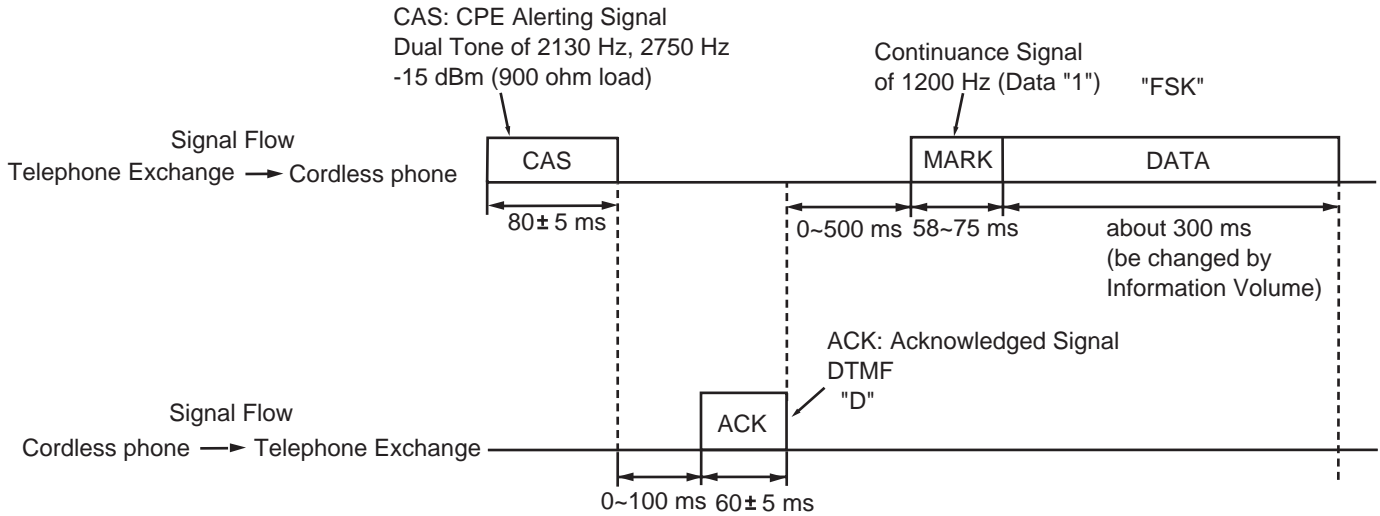 CAS: CPE Alerting Signal
Dual Tone of 2130 Hz, 2750 Hz
-15 dBm (900 ohm load)
Continuance Signal
of 1200 Hz (Data "1")
"FSK"
Signal Flow
Telephone Exchange → Cordless phone
CAS
MARK
DATA
80± 5 ms
0~500 ms
58~75 ms
about 300 ms
(be changed by
Information Volume)
ACK: Acknowledged Signal
DTMF
"D"
Signal Flow
Cordless phone → Telephone Exchange
ACK
0~100 ms
60± 5 ms